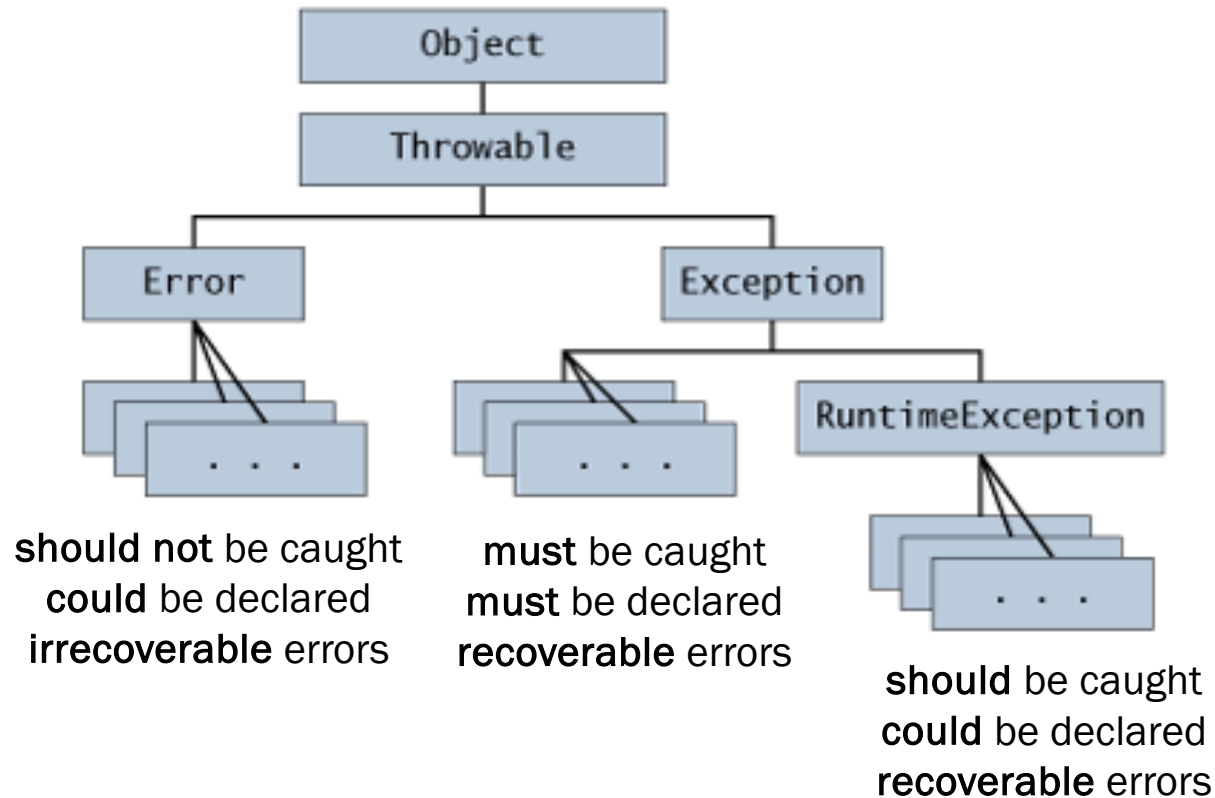 Object
Throwable
Error
Exception
RuntimeException
. . .
. . .
. . .
should not be caught
could be declared
irrecoverable errors
must be caught
must be declared
recoverable errors
should be caught
could be declared
recoverable errors